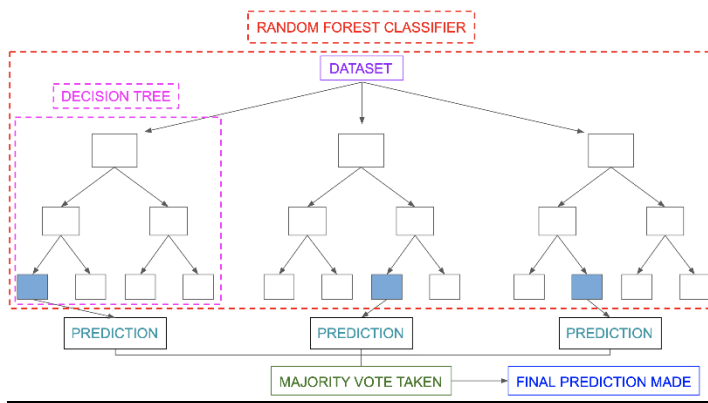 RANDOM FOREST CLASSIFIER
DATASET
DECISION TREE
PREDICTION
PREDICTION
PREDICTION
MAJORITY VOTE TAKEN
FINAL PREDICTION MADE